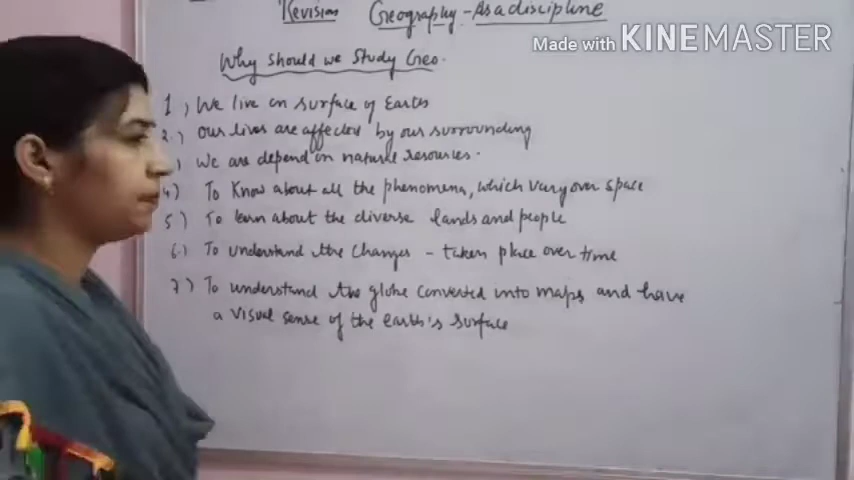 Revision Geography - As a discipline
Made with KINEMASTER
Why should we study Geo.
1) We live on surface of Earth
2.) Our lives are affected by our surrounding
) We are depend on natural resources.
4) To Know about all the phenomena, which vary over space
5) To learn about the diverse lands and people
6.) To understand the changes - taken place over time
7) To understand the globe converted into maps and have
a visual sense of the earth's surface